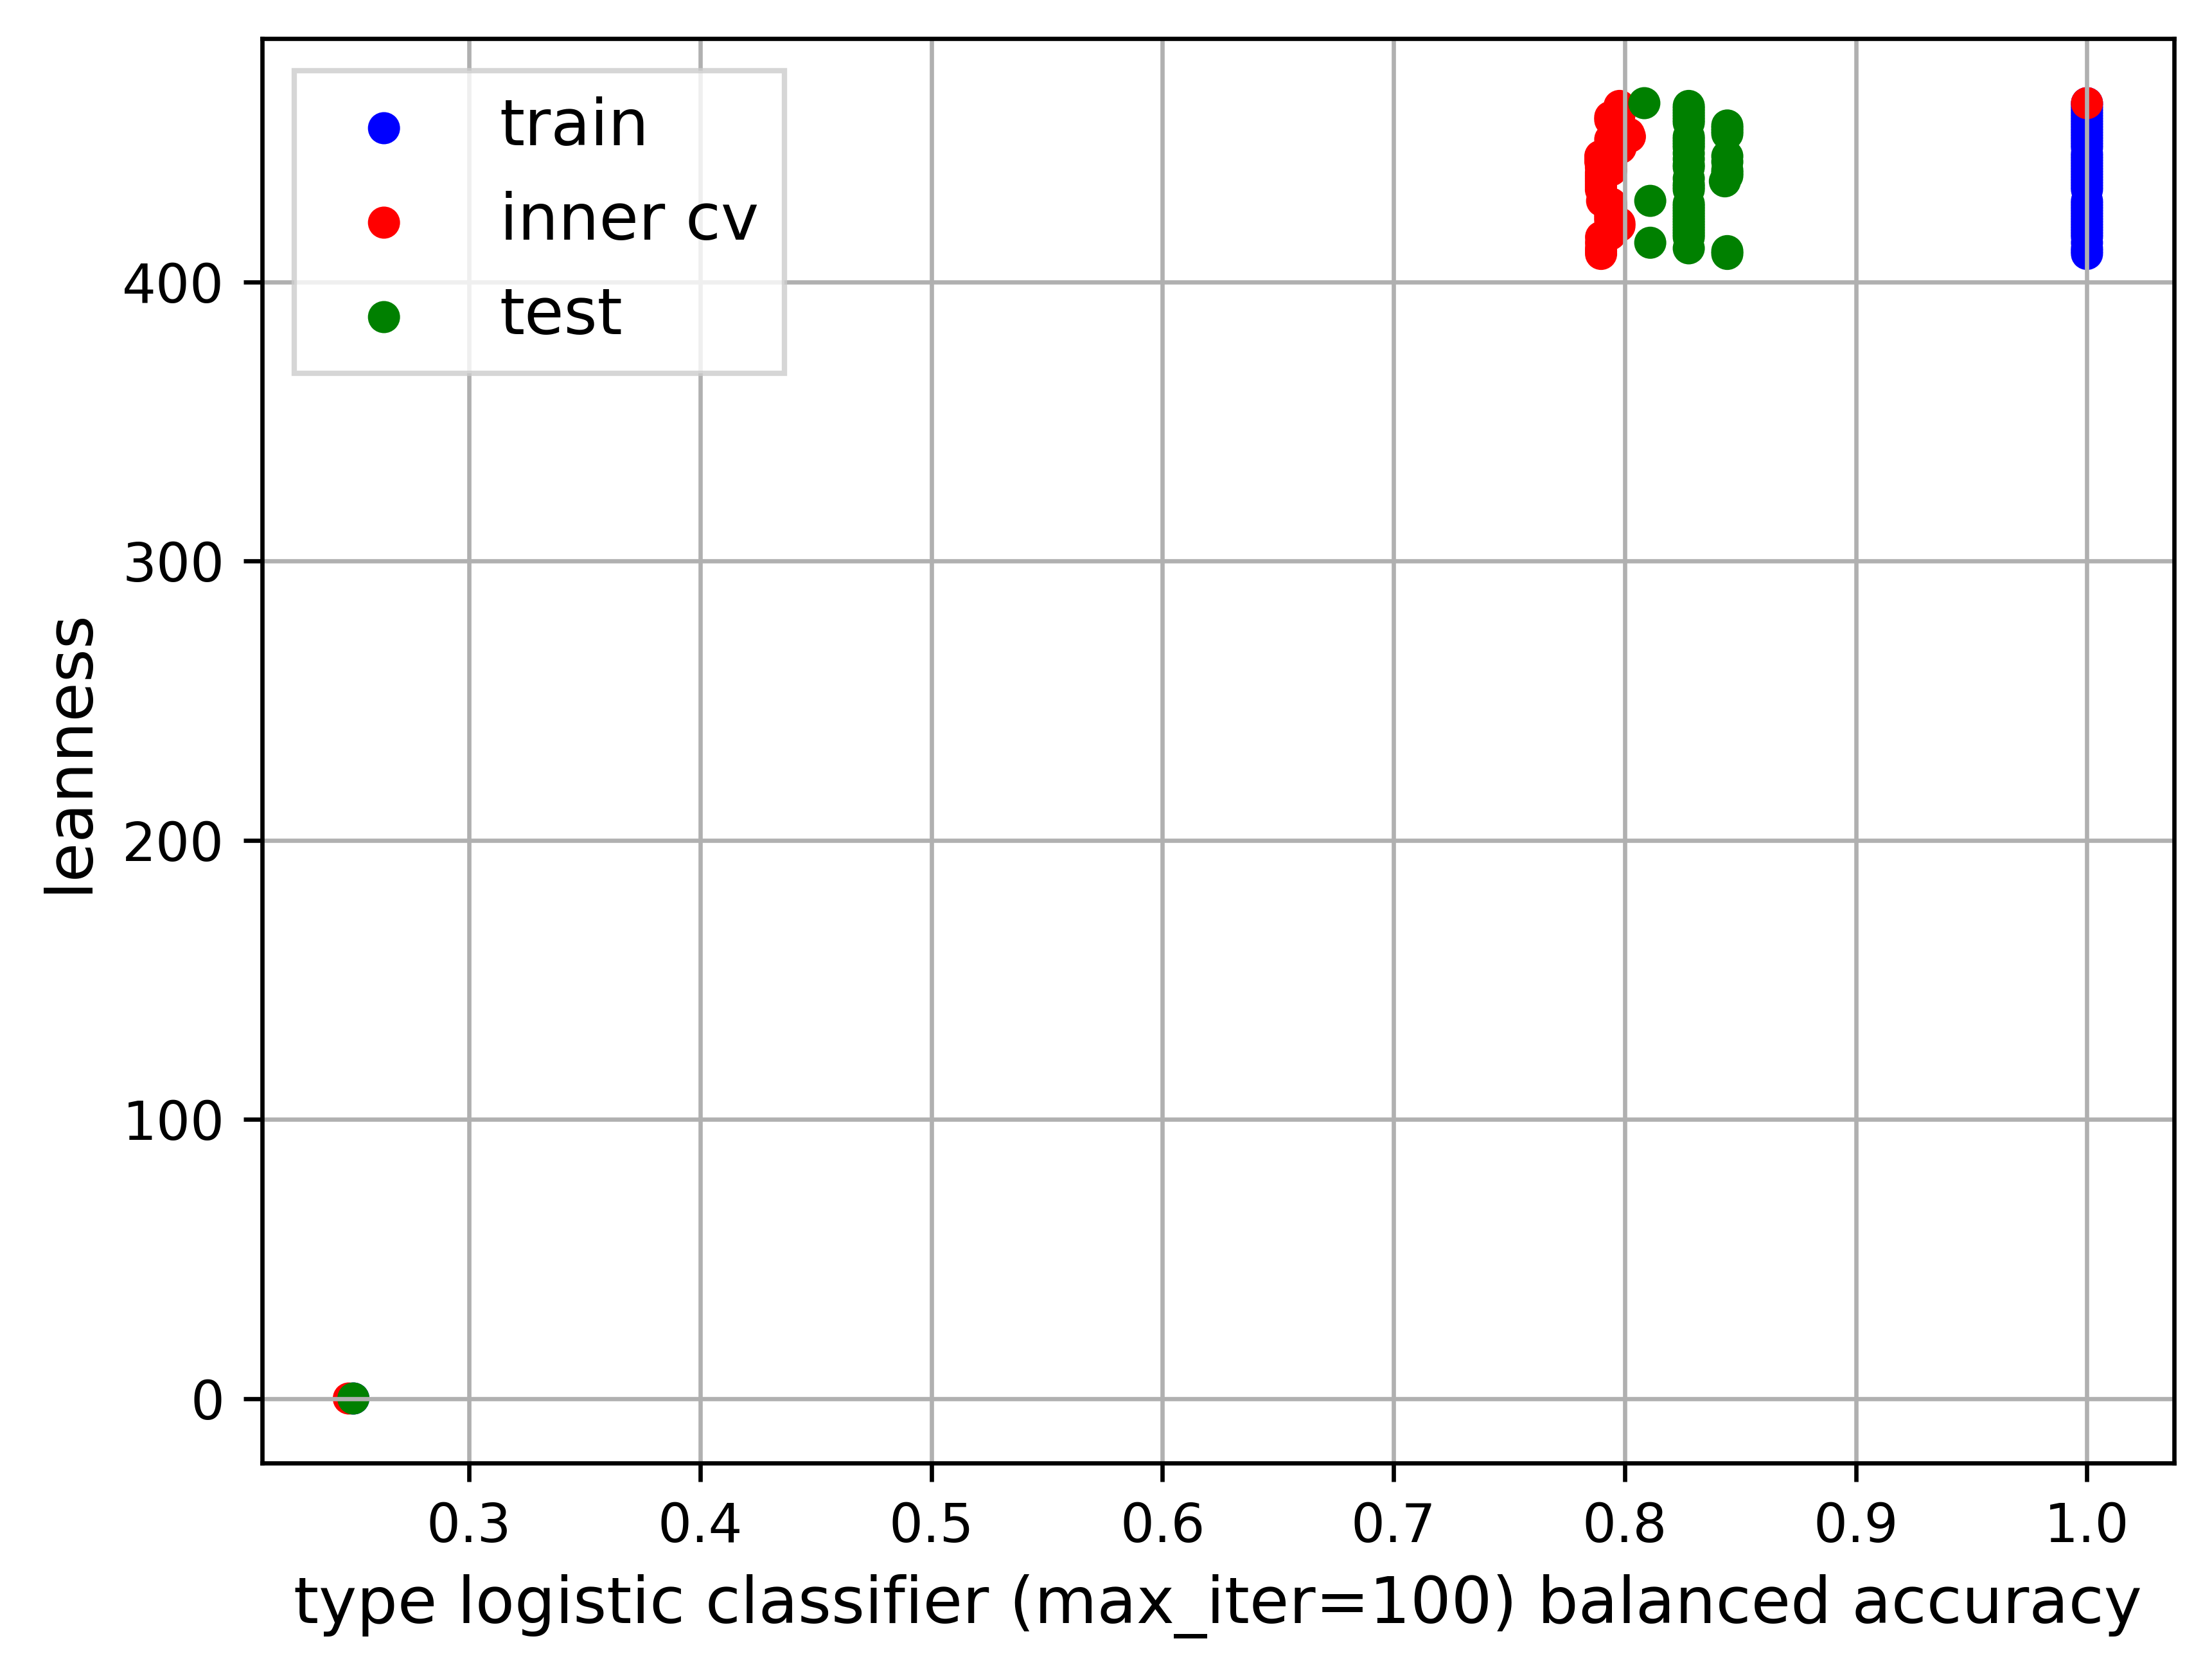 train
inner cv
test
400
300
200
100
0
leanness
0.3 0.4 0.5 0.6 0.7 0.8 0.9 1.0
type logistic classifier (max_iter=100) balanced accuracy